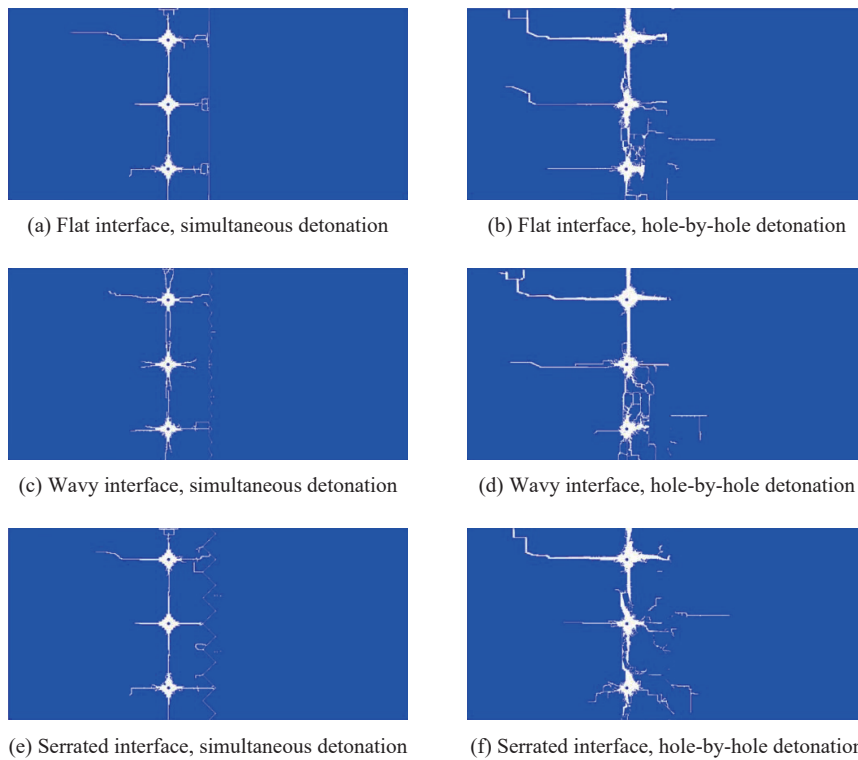 (a) Flat interface, simultaneous detonation
(b) Flat interface, hole-by-hole detonation
(c) Wavy interface, simultaneous detonation
(d) Wavy interface, hole-by-hole detonation
(e) Serrated interface, simultaneous detonation
(f) Serrated interface, hole-by-hole detonation